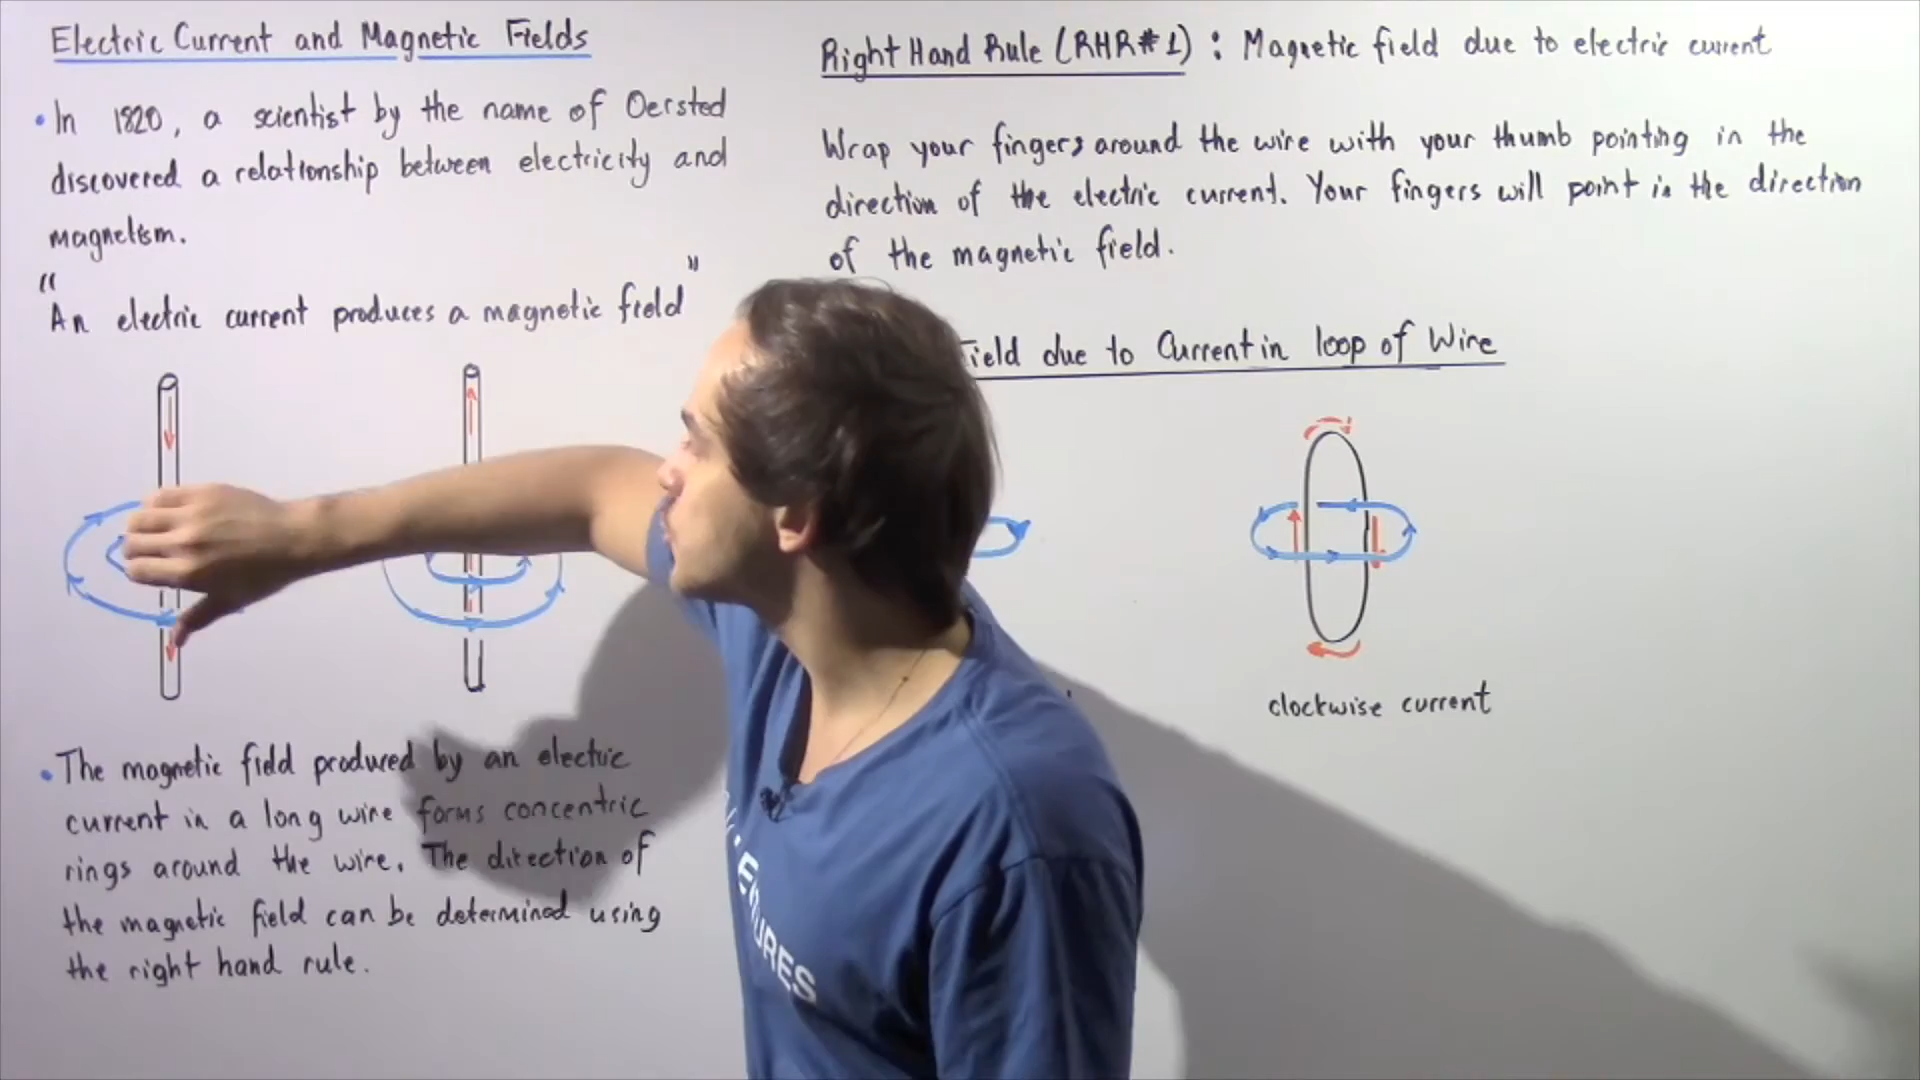 Electric Current and Magnetic Fields
• In 1820, a scientist by the name of Oersted
discovered a relationship between electricity and
magnetism.
"An electric current produces a magnetic field"
• The magnetic field produced by an electric
current in a long wire forms concentric
rings around the wire. The direction of
the magnetic field can be determined using
the right hand rule.
Right Hand Rule (RHR#1) : Magnetic field due to electric current
Wrap your fingers around the wire with your thumb pointing in the
direction of the electric current. Your fingers will point in the direction
of the magnetic field.
Field due to Current in loop of Wire
clockwise current